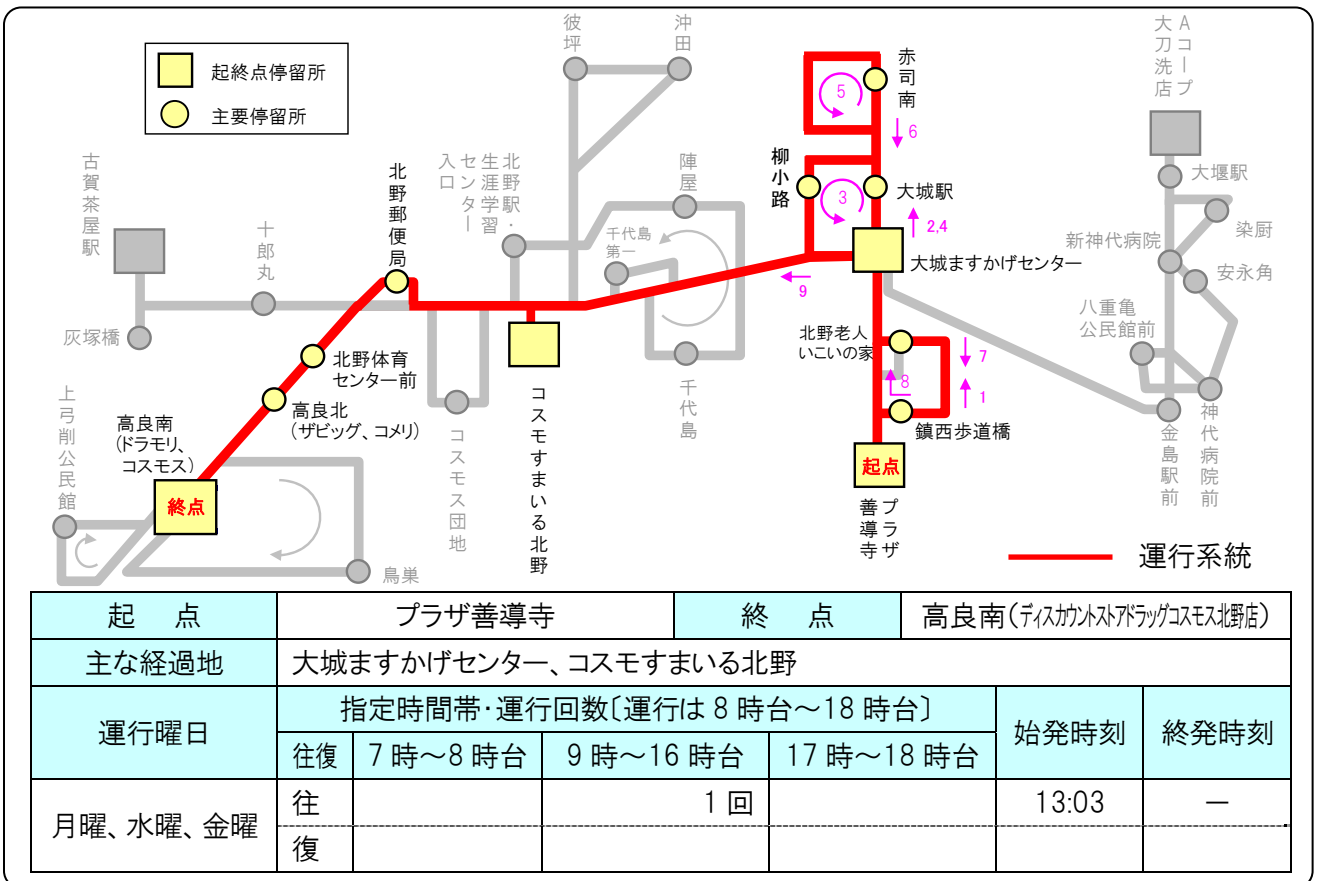 起終点停留所
主要停留所
古賀茶屋駅
灰塚橋
十郎丸
北野郵便局
北野駅・
生涯学習
センター
入口
彼坪
沖田
陣屋
千代島
第一
千代島
柳小路
赤司南
5
6
大城駅
3
2,4
大城ますかげセンター
9
Aコープ
大刀洗店
大堰駅
染厨
新神代病院
安永角
八重亀
公民館前
神代病院前
金島駅前
北野老人
いこいの家
7
8
1
鎮西歩道橋
起点
プラザ
善導寺
北野体育
センター前
高良北
(ザビッグ、コメリ)
高良南
(ドラモリ、
コスモス)
終点
上弓削公民館
鳥巣
コスモス団地
コスモすまいる北野
運行系統
起 点 プラザ善導寺 終 点 高良南(ディスカウントストアドラッグコスモス北野店)
主な経過地 大城ますかげセンター、コスモすまいる北野
運行曜日 指定時間帯・運行回数〔運行は8時台～18時台〕 始発時刻 終発時刻
往復 7時～8時台 9時～16時台 17時～18時台
月曜、水曜、金曜 往 1回 13:03 －
復